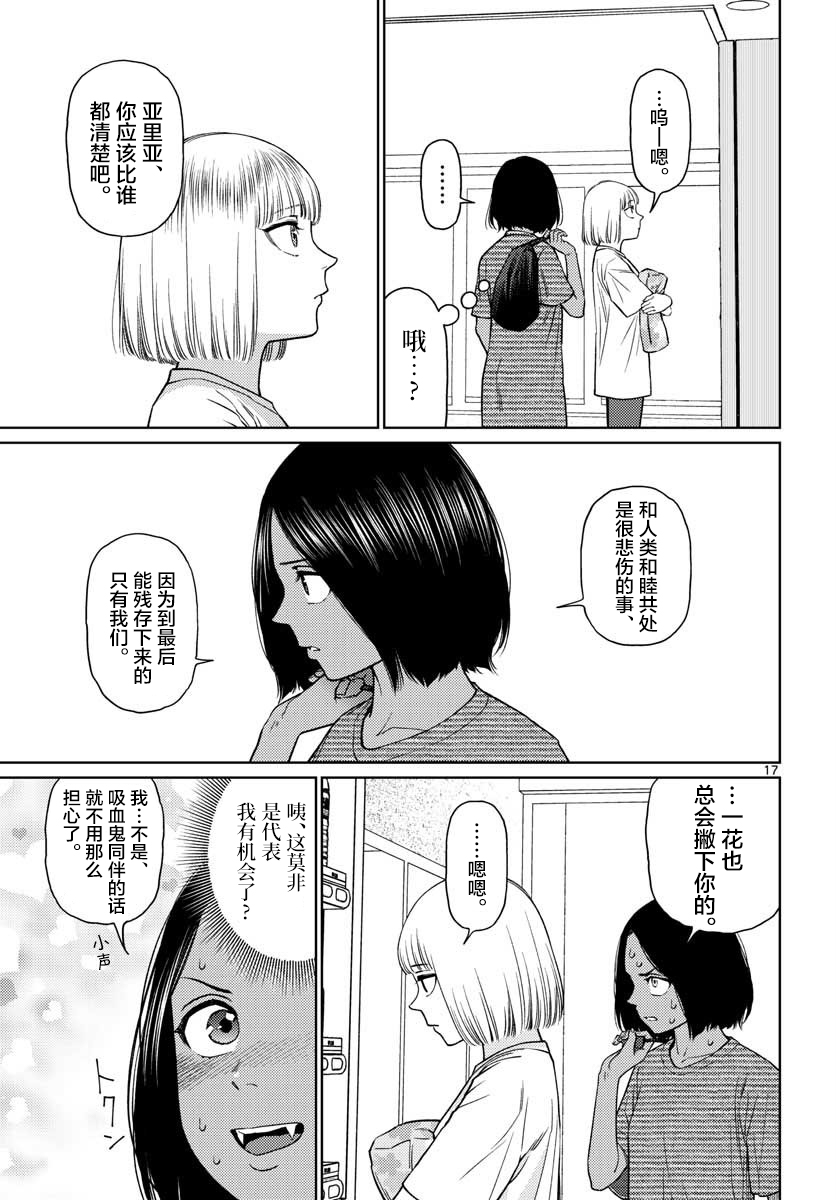 …呜ー嗯。
……
哦…？
亚里亚、
你应该比谁
都清楚吧。
和人类和睦共处
是很悲伤的事、
因为到最后
能残存下来的
只有我们。
17
…一花也
总会撇下你的。
……嗯嗯。
咦、这莫非
是代表
我有机会了？
我…不是、
吸血鬼同伴的话
就不用那么
担心了。
小声
トクン